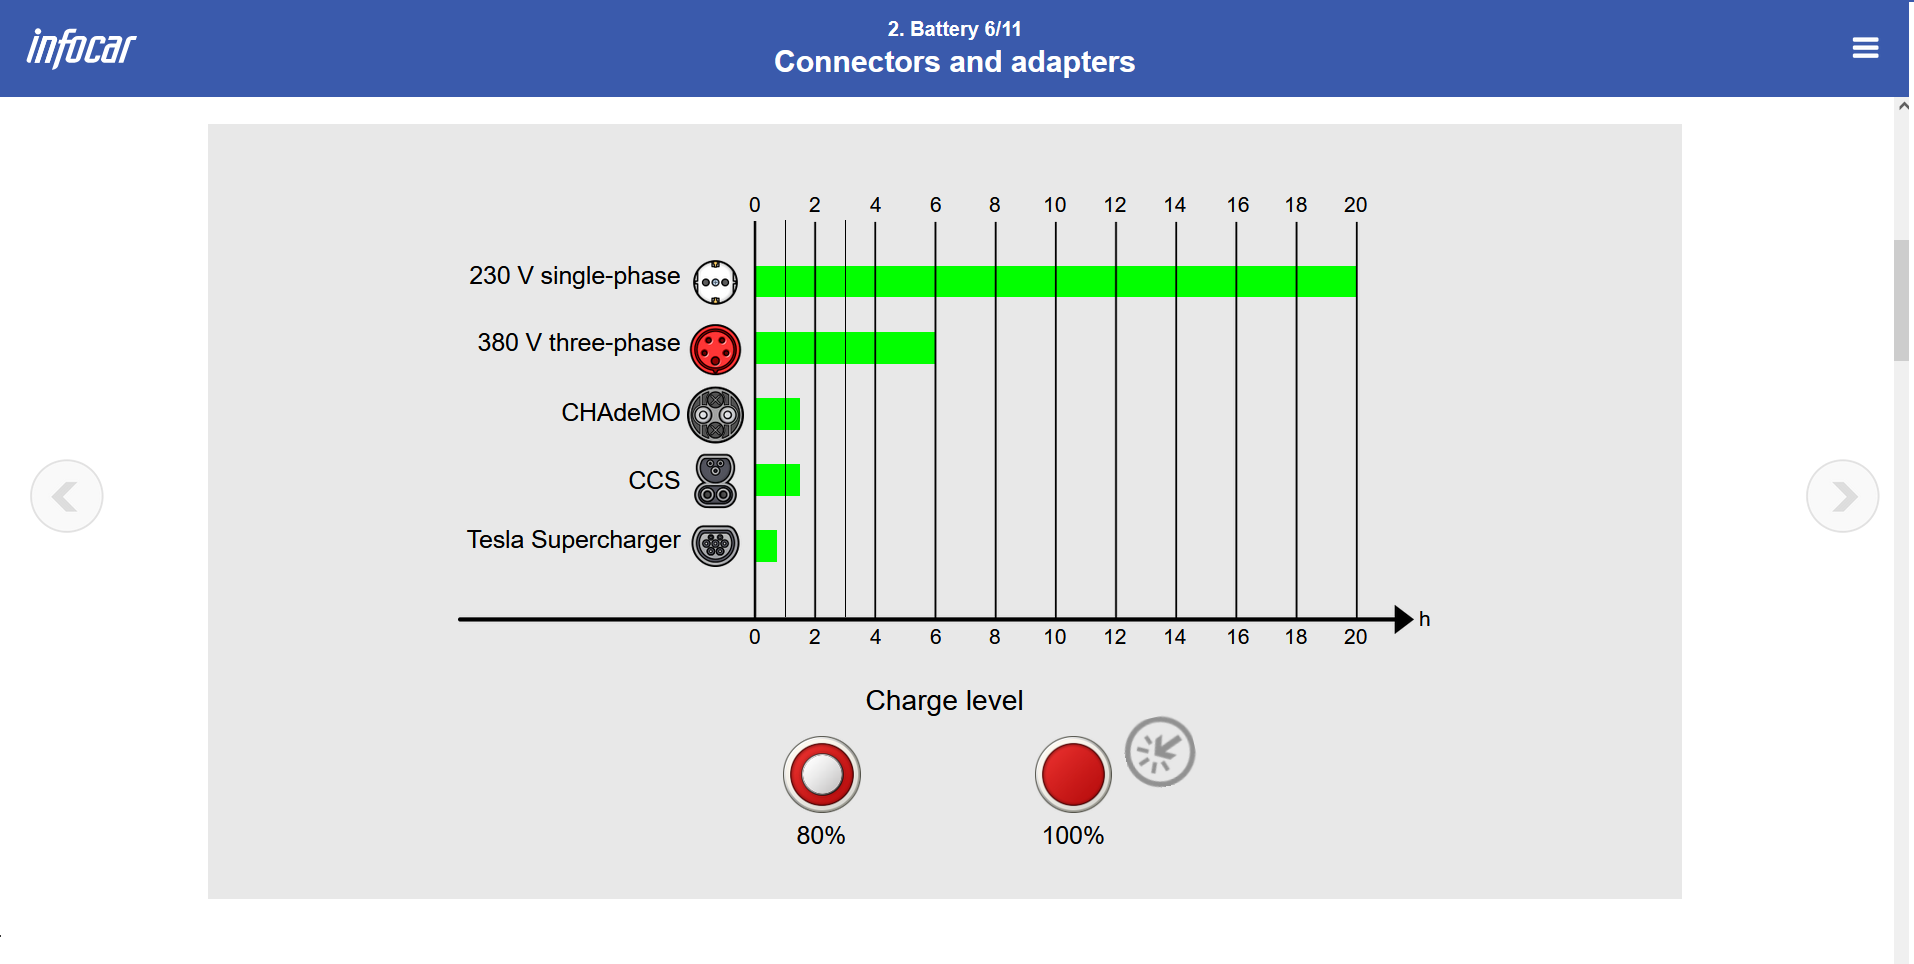 infocar
2. Battery 6/11
Connectors and adapters
0 2 4 6 8 10 12 14 16 18 20
230 V single-phase
380 V three-phase
CHAdeMO
CCS
Tesla Supercharger
h
0 2 4 6 8 10 12 14 16 18 20
Charge level
80% 100%